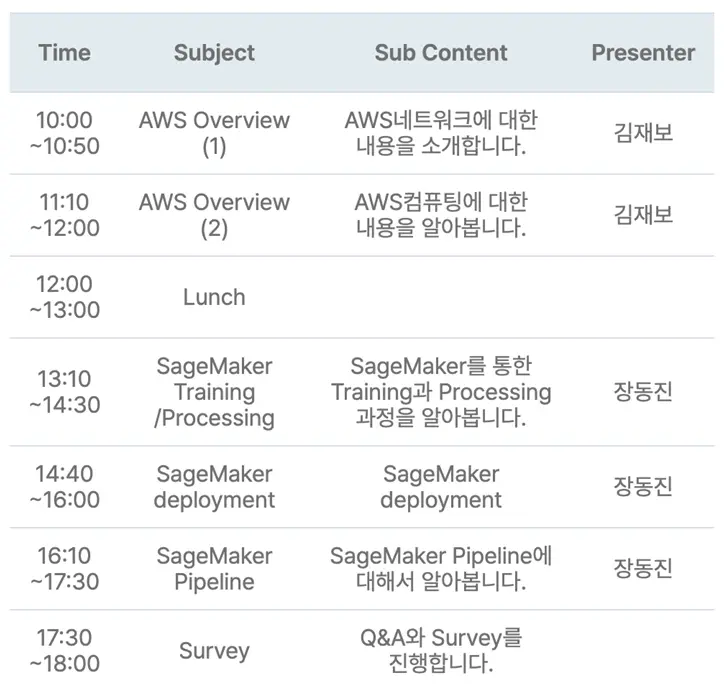 Time Subject Sub Content Presenter
10:00
~10:50
AWS Overview
(1)
AWS네트워크에 대한
내용을 소개합니다.
김재보
11:10
~12:00
AWS Overview
(2)
AWS컴퓨팅에 대한
내용을 알아봅니다.
김재보
12:00
~13:00
Lunch
13:10
~14:30
SageMaker
Training
/Processing
SageMaker를 통한
Training과 Processing
과정을 알아봅니다.
장동진
14:40
~16:00
SageMaker
deployment
SageMaker
deployment
장동진
16:10
~17:30
SageMaker
Pipeline
SageMaker Pipeline에
대해서 알아봅니다.
장동진
17:30
~18:00
Survey
Q&A와 Survey를
진행합니다.